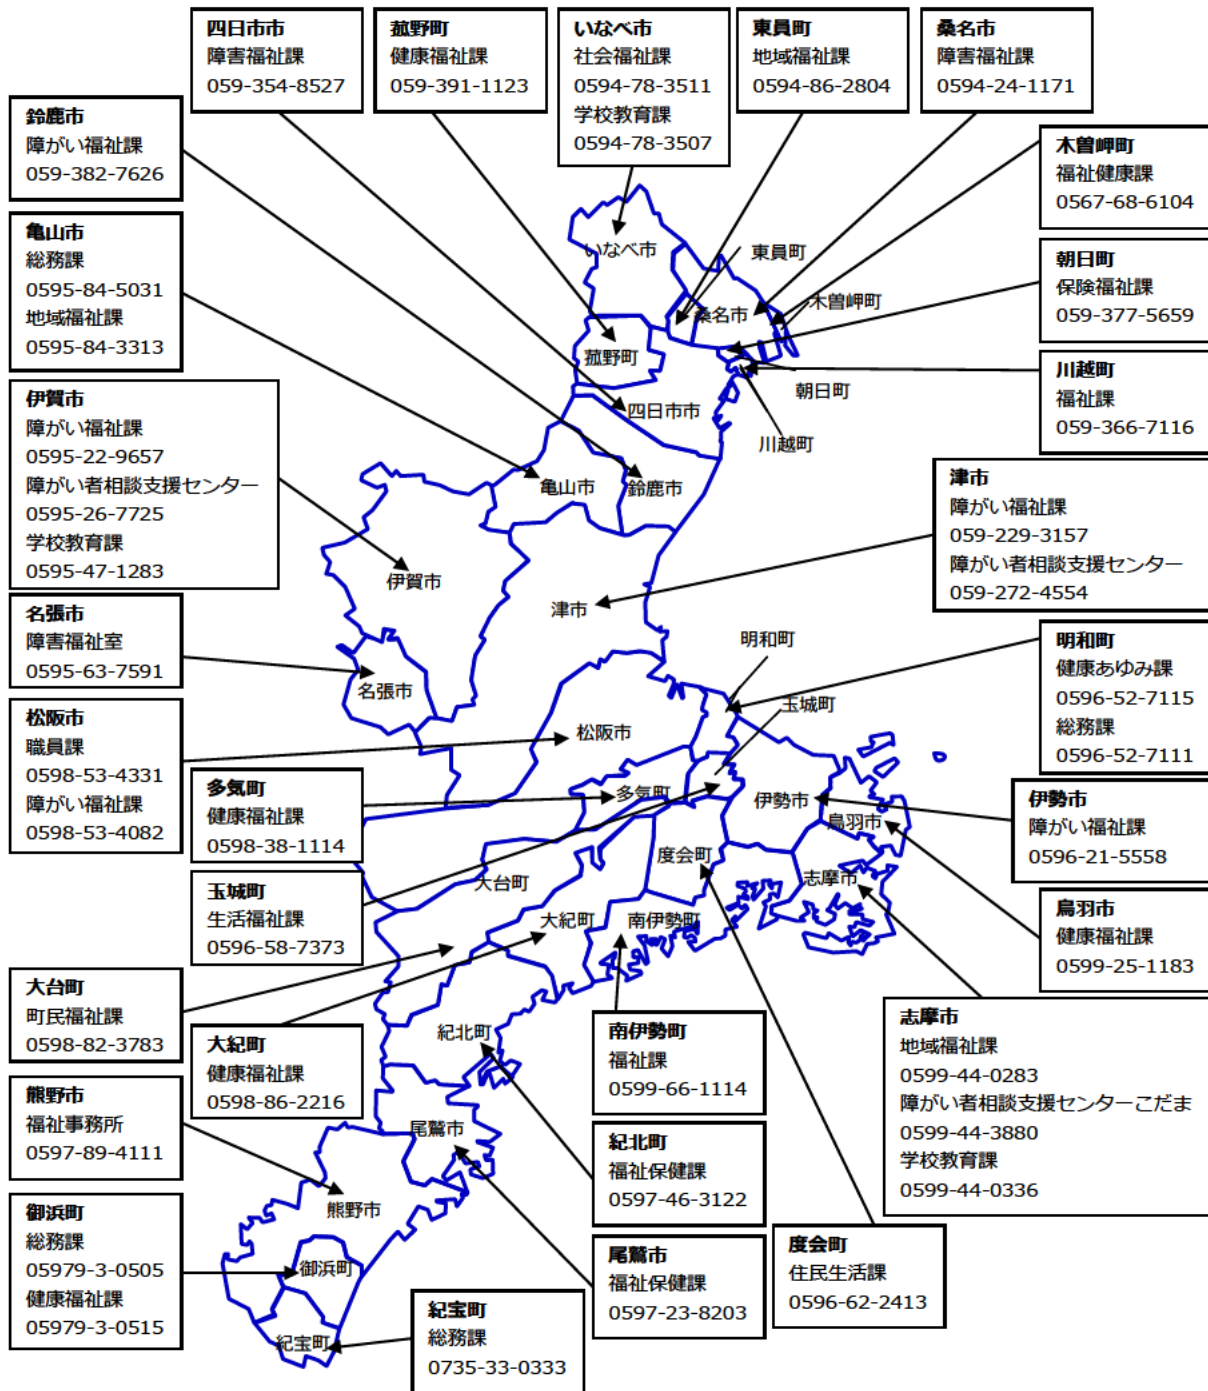 四日市市
障害福祉課
059-354-8527
菰野町
健康福祉課
059-391-1123
いなべ市
社会福祉課
0594-78-3511
学校教育課
0594-78-3507
東員町
地域福祉課
0594-86-2804
桑名市
障害福祉課
0594-24-1171
鈴鹿市
障がい福祉課
059-382-7626
木曽岬町
福祉健康課
0567-68-6104
亀山市
総務課
0595-84-5031
地域福祉課
0595-84-3313
朝日町
保険福祉課
059-377-5659
川越町
福祉課
059-366-7116
伊賀市
障がい福祉課
0595-22-9657
障がい者相談支援センター
0595-26-7725
学校教育課
0595-47-1283
津市
障がい福祉課
059-229-3157
障がい者相談支援センター
059-272-4554
名張市
障害福祉室
0595-63-7591
明和町
健康あゆみ課
0596-52-7115
総務課
0596-52-7111
松阪市
職員課
0598-53-4331
障がい福祉課
0598-53-4082
多気町
健康福祉課
0598-38-1114
伊勢市
障がい福祉課
0596-21-5558
玉城町
生活福祉課
0596-58-7373
鳥羽市
健康福祉課
0599-25-1183
大台町
町民福祉課
0598-82-3783
大紀町
健康福祉課
0598-86-2216
南伊勢町
福祉課
0599-66-1114
志摩市
地域福祉課
0599-44-0283
障がい者相談支援センターこだま
0599-44-3880
学校教育課
0599-44-0336
熊野市
福祉事務所
0597-89-4111
紀北町
福祉保健課
0597-46-3122
御浜町
総務課
05979-3-0505
健康福祉課
05979-3-0515
尾鷲市
福祉保健課
0597-23-8203
度会町
住民生活課
0596-62-2413
紀宝町
総務課
0735-33-0333
いなべ市
東員町
桑名市
木曽岬町
菰野町
朝日町
四日市市
川越町
亀山市
鈴鹿市
伊賀市
津市
明和町
名張市
玉城町
松阪市
多気町
伊勢市
鳥羽市
度会町
大台町
志摩市
大紀町
南伊勢町
紀北町
尾鷲市
熊野市
御浜町
紀宝町